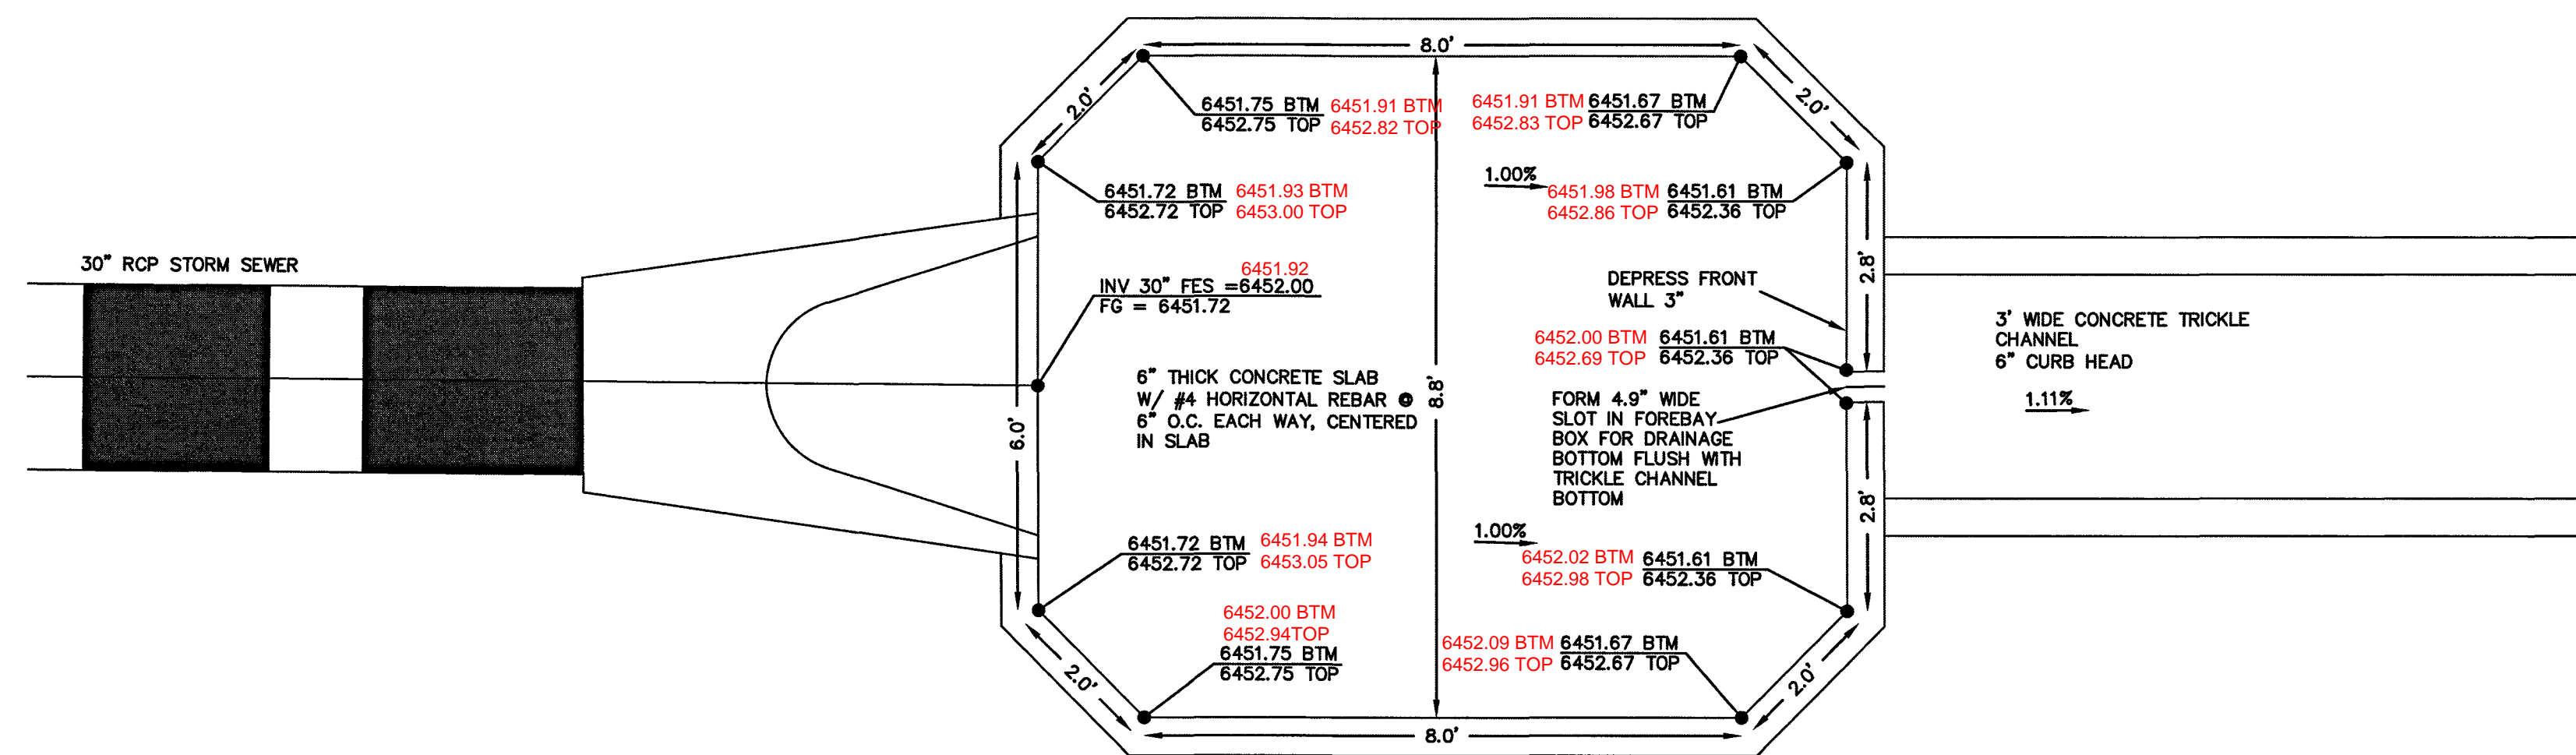 8.0'
2.0'
2.0'
6451.75 BTM 6451.91 BTM
6452.75 TOP 6452.82 TOP
6451.91 BTM 6451.67 BTM
6452.83 TOP 6452.67 TOP
1.00%
6451.72 BTM 6451.93 BTM
6452.72 TOP 6453.00 TOP
6451.98 BTM 6451.61 BTM
6452.86 TOP 6452.36 TOP
30" RCP STORM SEWER
6451.92
INV 30" FES =6452.00
FG = 6451.72
DEPRESS FRONT
WALL 3"
2.8'
3' WIDE CONCRETE TRICKLE
CHANNEL
6" CURB HEAD
1.11%
6452.00 BTM 6451.61 BTM
6452.69 TOP 6452.36 TOP
6" THICK CONCRETE SLAB
W/ #4 HORIZONTAL REBAR @
6" O.C. EACH WAY, CENTERED
IN SLAB
8.8'
6.0'
FORM 4.9" WIDE
SLOT IN FOREBAY
BOX FOR DRAINAGE
BOTTOM FLUSH WITH
TRICKLE CHANNEL
BOTTOM
2.8'
1.00%
6451.72 BTM 6451.94 BTM
6452.72 TOP 6453.05 TOP
6452.02 BTM 6451.61 BTM
6452.98 TOP 6452.36 TOP
6452.00 BTM
6452.94TOP
6451.75 BTM
6452.75 TOP
6452.09 BTM 6451.67 BTM
6452.96 TOP 6452.67 TOP
2.0'
2.0'
8.0'